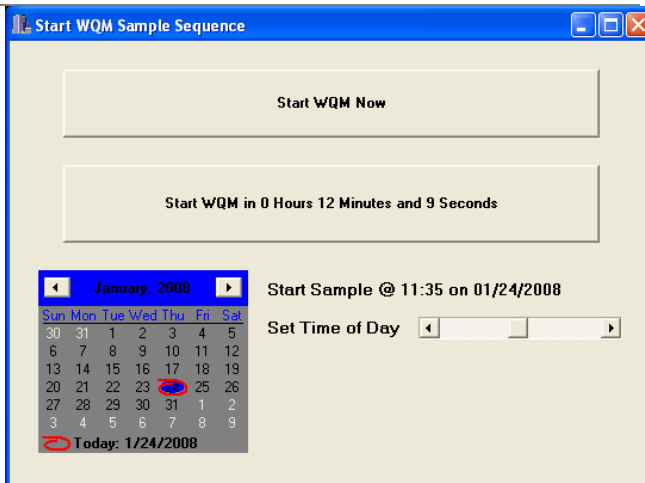 Start WQM Sample Sequence
Start WQM Now
Start WQM in 0 Hours 12 Minutes and 9 Seconds
January, 2008
Sun Mon Tue Wed Thu Fri Sat
30 31 1 2 3 4 5
6 7 8 9 10 11 12
13 14 15 16 17 18 19
20 21 22 23 24 25 26
27 28 29 30 31 1 2
3 4 5 6 7 8 9
Today: 1/24/2008
Start Sample @ 11:35 on 01/24/2008
Set Time of Day